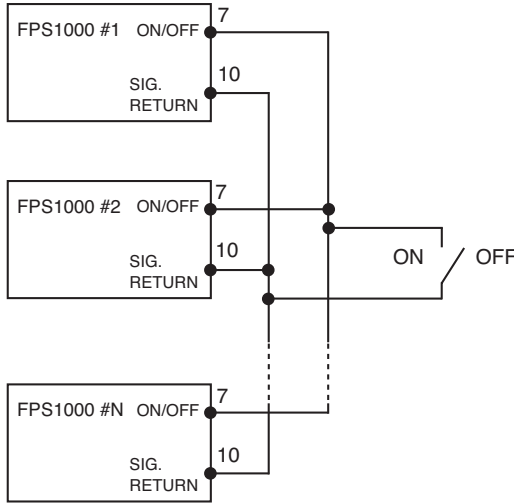 7
FPS1000 #1 ON/OFF
10
SIG.
RETURN
7
FPS1000 #2 ON/OFF
10
SIG.
RETURN
ON OFF
7
FPS1000 #N ON/OFF
10
SIG.
RETURN